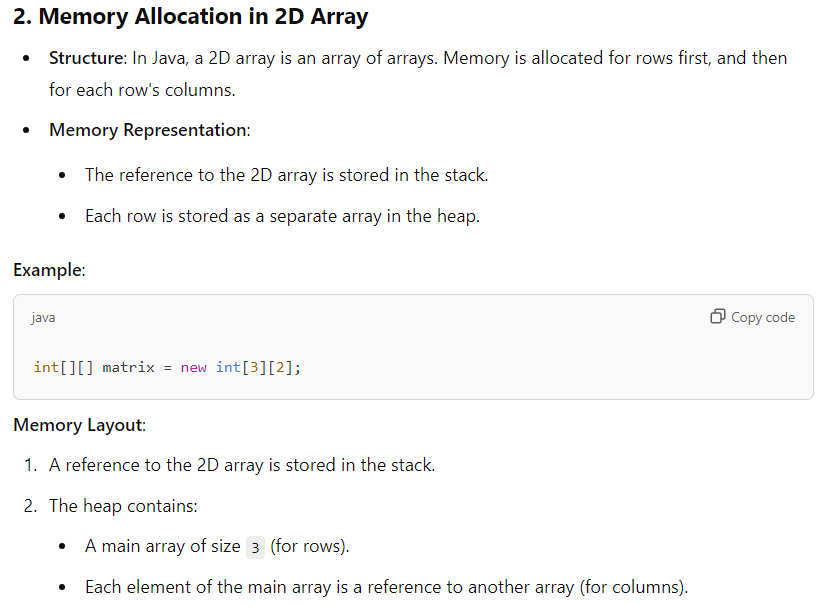 2. Memory Allocation in 2D Array
• Structure: In Java, a 2D array is an array of arrays. Memory is allocated for rows first, and then
for each row's columns.
• Memory Representation:
• The reference to the 2D array is stored in the stack.
• Each row is stored as a separate array in the heap.
Example:
java Copy code
int[][] matrix = new int[3][2];
Memory Layout:
1. A reference to the 2D array is stored in the stack.
2. The heap contains:
• A main array of size 3 (for rows).
• Each element of the main array is a reference to another array (for columns).